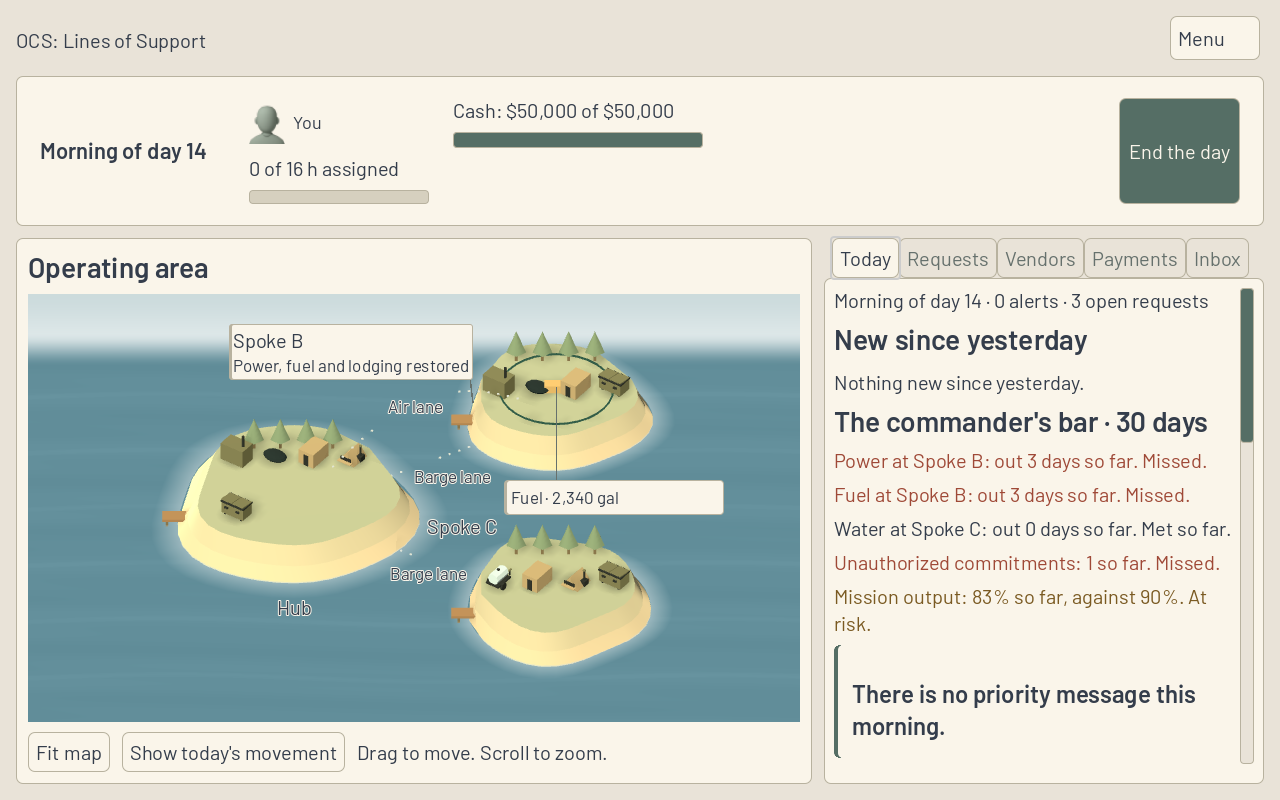 OCS: Lines of Support
Menu
Morning of day 14
You
0 of 16 h assigned
Cash: $50,000 of $50,000
End the day
Operating area
Spoke B
Power, fuel and lodging restored
Air lane
Barge lane
Fuel · 2,340 gal
Spoke C
Barge lane
Hub
Fit map
Show today's movement
Drag to move. Scroll to zoom.
Today
Requests
Vendors
Payments
Inbox
Morning of day 14 · 0 alerts · 3 open requests
New since yesterday
Nothing new since yesterday.
The commander's bar · 30 days
Power at Spoke B: out 3 days so far. Missed.
Fuel at Spoke B: out 3 days so far. Missed.
Water at Spoke C: out 0 days so far. Met so far.
Unauthorized commitments: 1 so far. Missed.
Mission output: 83% so far, against 90%. At
risk.
There is no priority message this
morning.